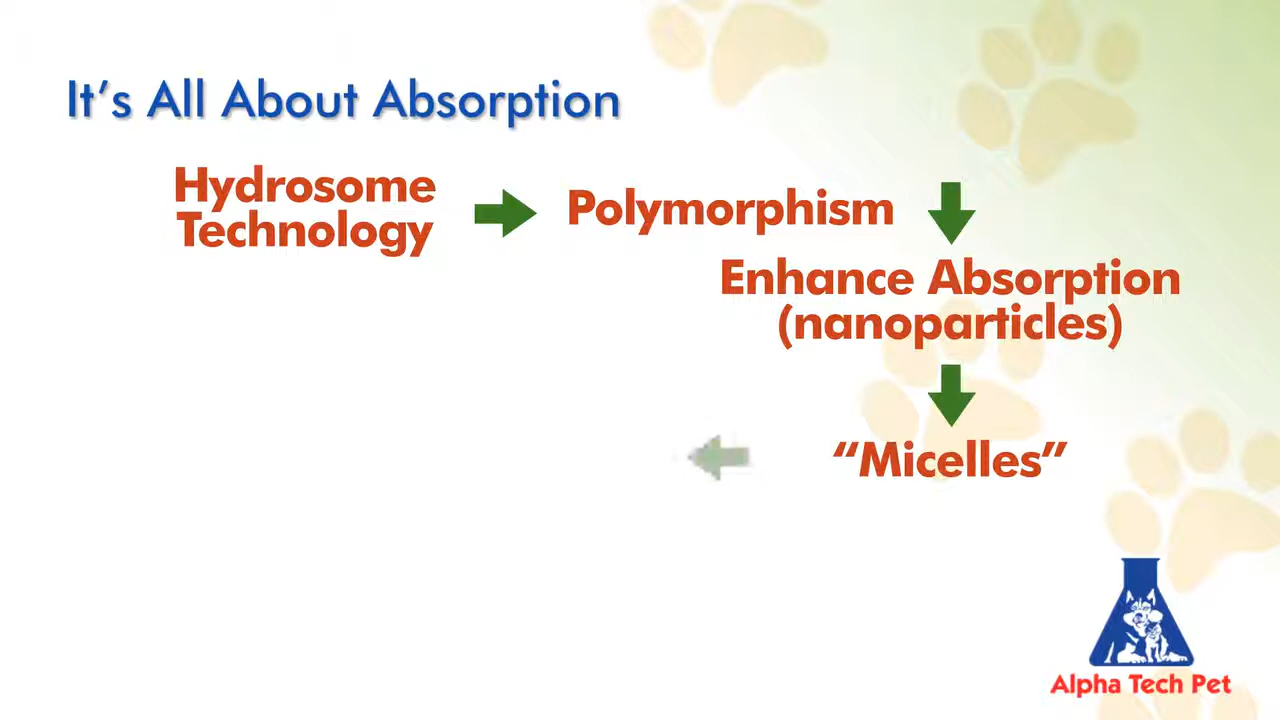 It’s All About Absorption
Hydrosome
Technology
Polymorphism
Enhance Absorption
(nanoparticles)
“Micelles”
Alpha Tech Pet